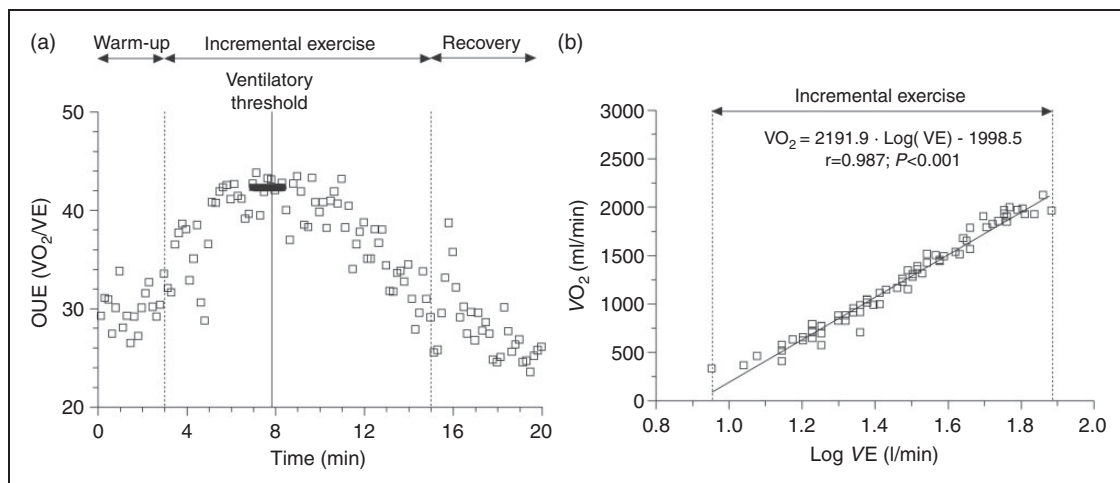 (a)
Warm-up
Incremental exercise
Recovery
Ventilatory
threshold
50
40
30
20
OUE (VO₂/VE)
0
4
8
12
16
20
Time (min)
(b)
Incremental exercise
VO₂ = 2191.9 · Log( VE) - 1998.5
r=0.987; P<0.001
3000
2500
2000
1500
1000
500
0
VO₂ (ml/min)
0.8
1.0
1.2
1.4
1.6
1.8
2.0
Log VE (l/min)